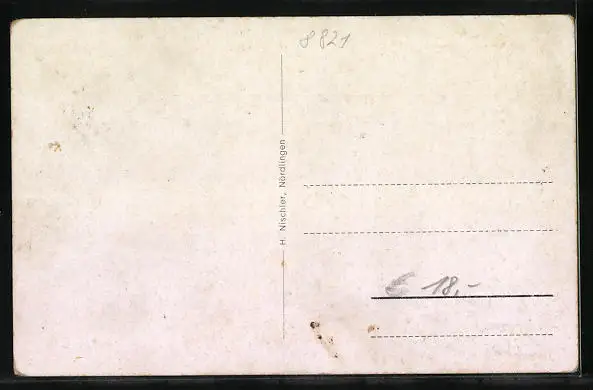 8821
H. Nischler, Nördlingen
€ 18,-